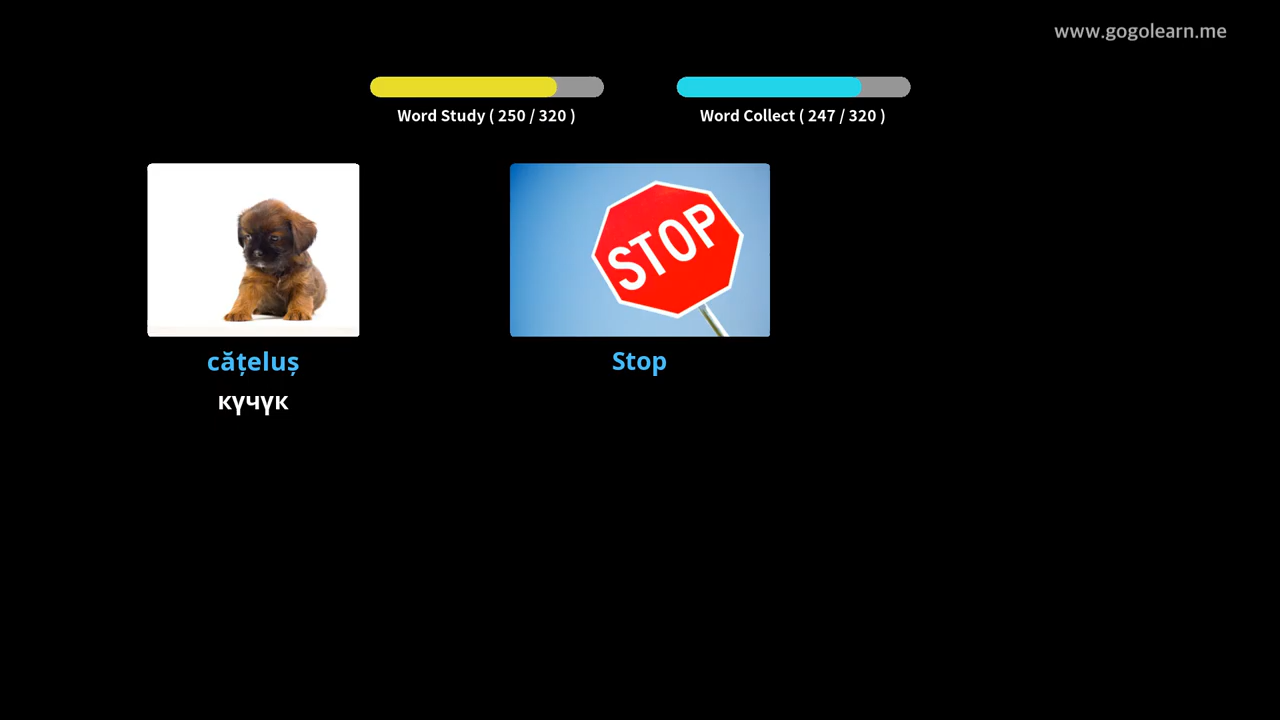 www.gogolearn.me
Word Study ( 250 / 320 )
Word Collect ( 247 / 320 )
STOP
cățeluș
Stop
күчүк